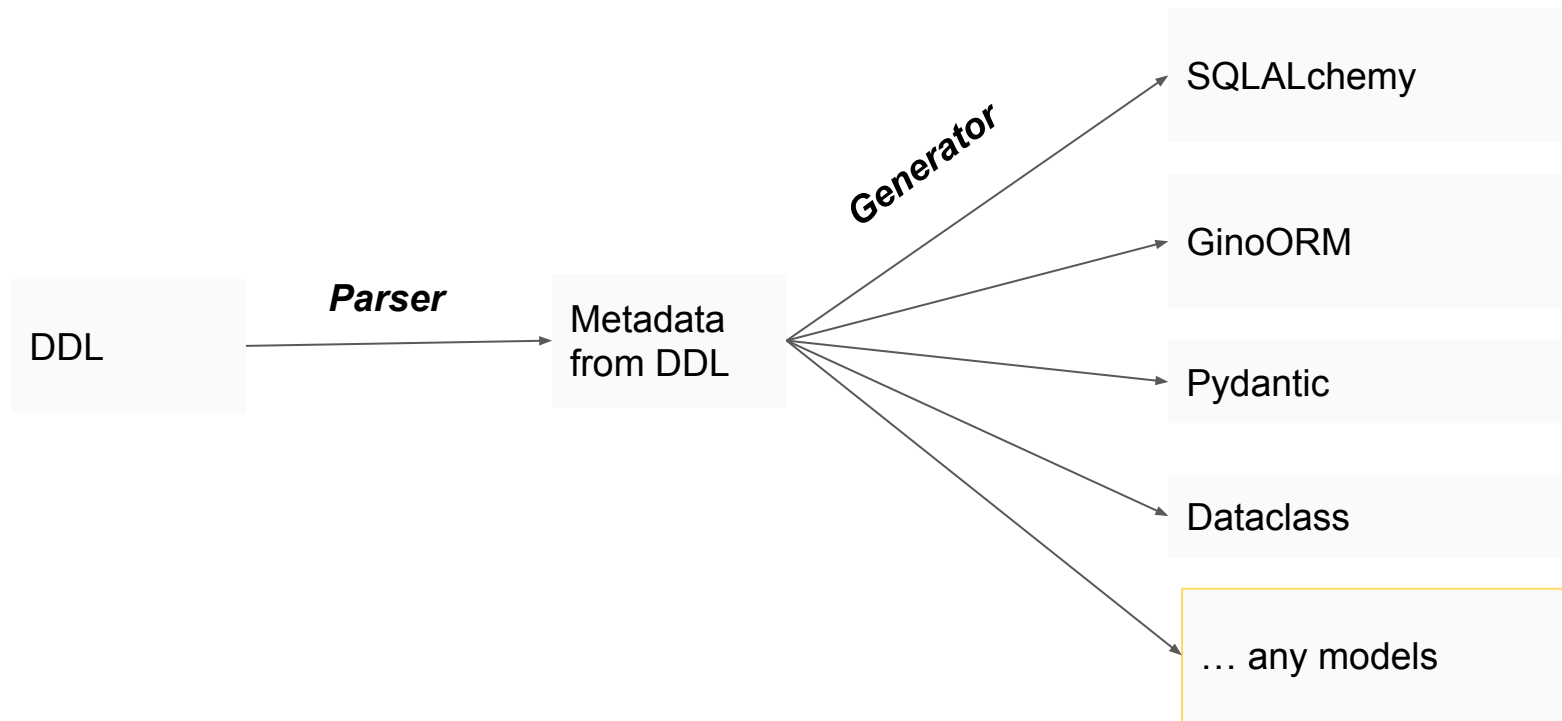 DDL
Parser
Metadata
from DDL
Generator
SQLALchemy
GinoORM
Pydantic
Dataclass
… any models